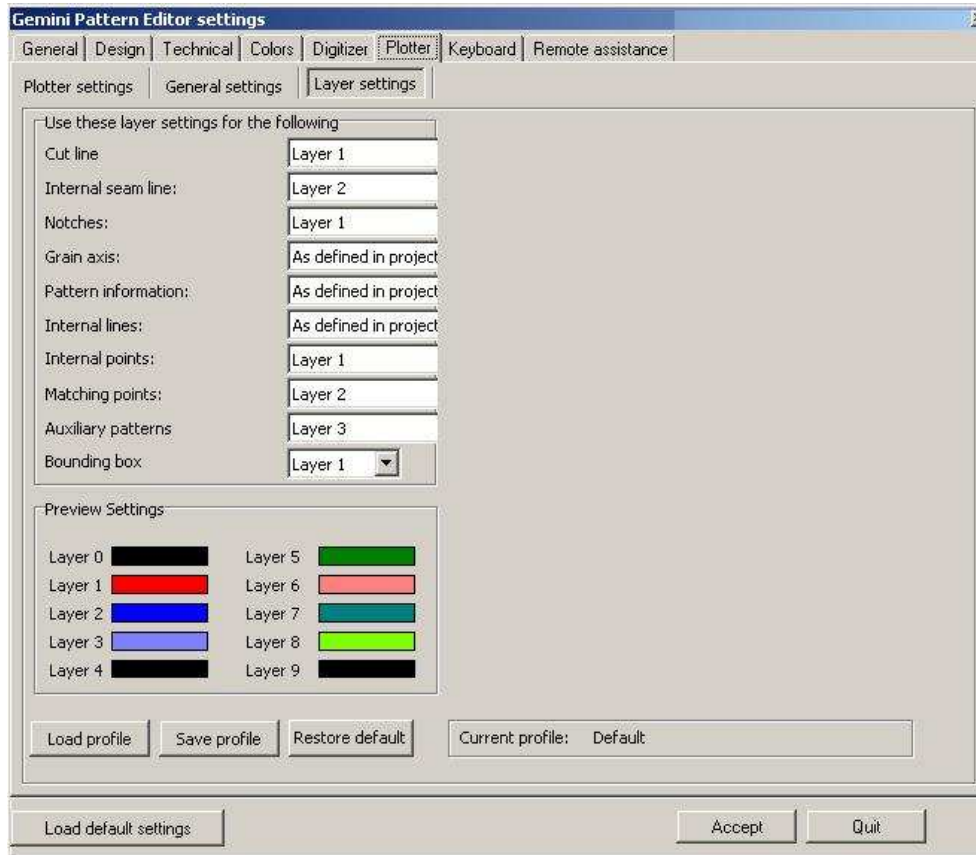 Gemini Pattern Editor settings
General Design Technical Colors Digitizer Plotter Keyboard Remote assistance
Plotter settings General settings Layer settings
Use these layer settings for the following
Cut line Layer 1
Internal seam line: Layer 2
Notches: Layer 1
Grain axis: As defined in project
Pattern information: As defined in project
Internal lines: As defined in project
Internal points: Layer 1
Matching points: Layer 2
Auxiliary patterns Layer 3
Bounding box Layer 1
Preview Settings
Layer 0 Layer 5
Layer 1 Layer 6
Layer 2 Layer 7
Layer 3 Layer 8
Layer 4 Layer 9
Load profile Save profile Restore default Current profile: Default
Load default settings Accept Quit